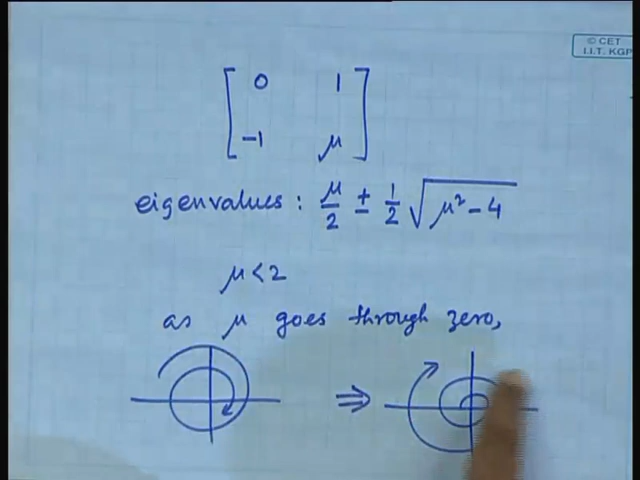 © CET
I.I.T. KGP
0 1
-1 μ
eigenvalues : μ/2 ± 1/2 √(μ² - 4)
μ < 2
as μ goes through zero,
⇒